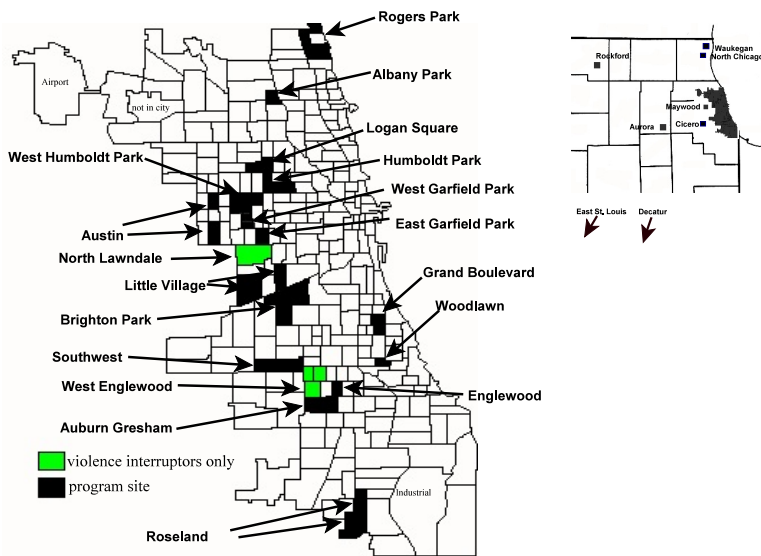 Rogers Park
Albany Park
Airport
not in city
Logan Square
West Humboldt Park
Humboldt Park
West Garfield Park
Austin
East Garfield Park
North Lawndale
Little Village
Grand Boulevard
Woodlawn
Brighton Park
Southwest
West Englewood
Englewood
Auburn Gresham
violence interruptors only
program site
Industrial
Roseland
Waukegan
North Chicago
Rockford
Maywood
Aurora
Cicero
East St. Louis
Decatur